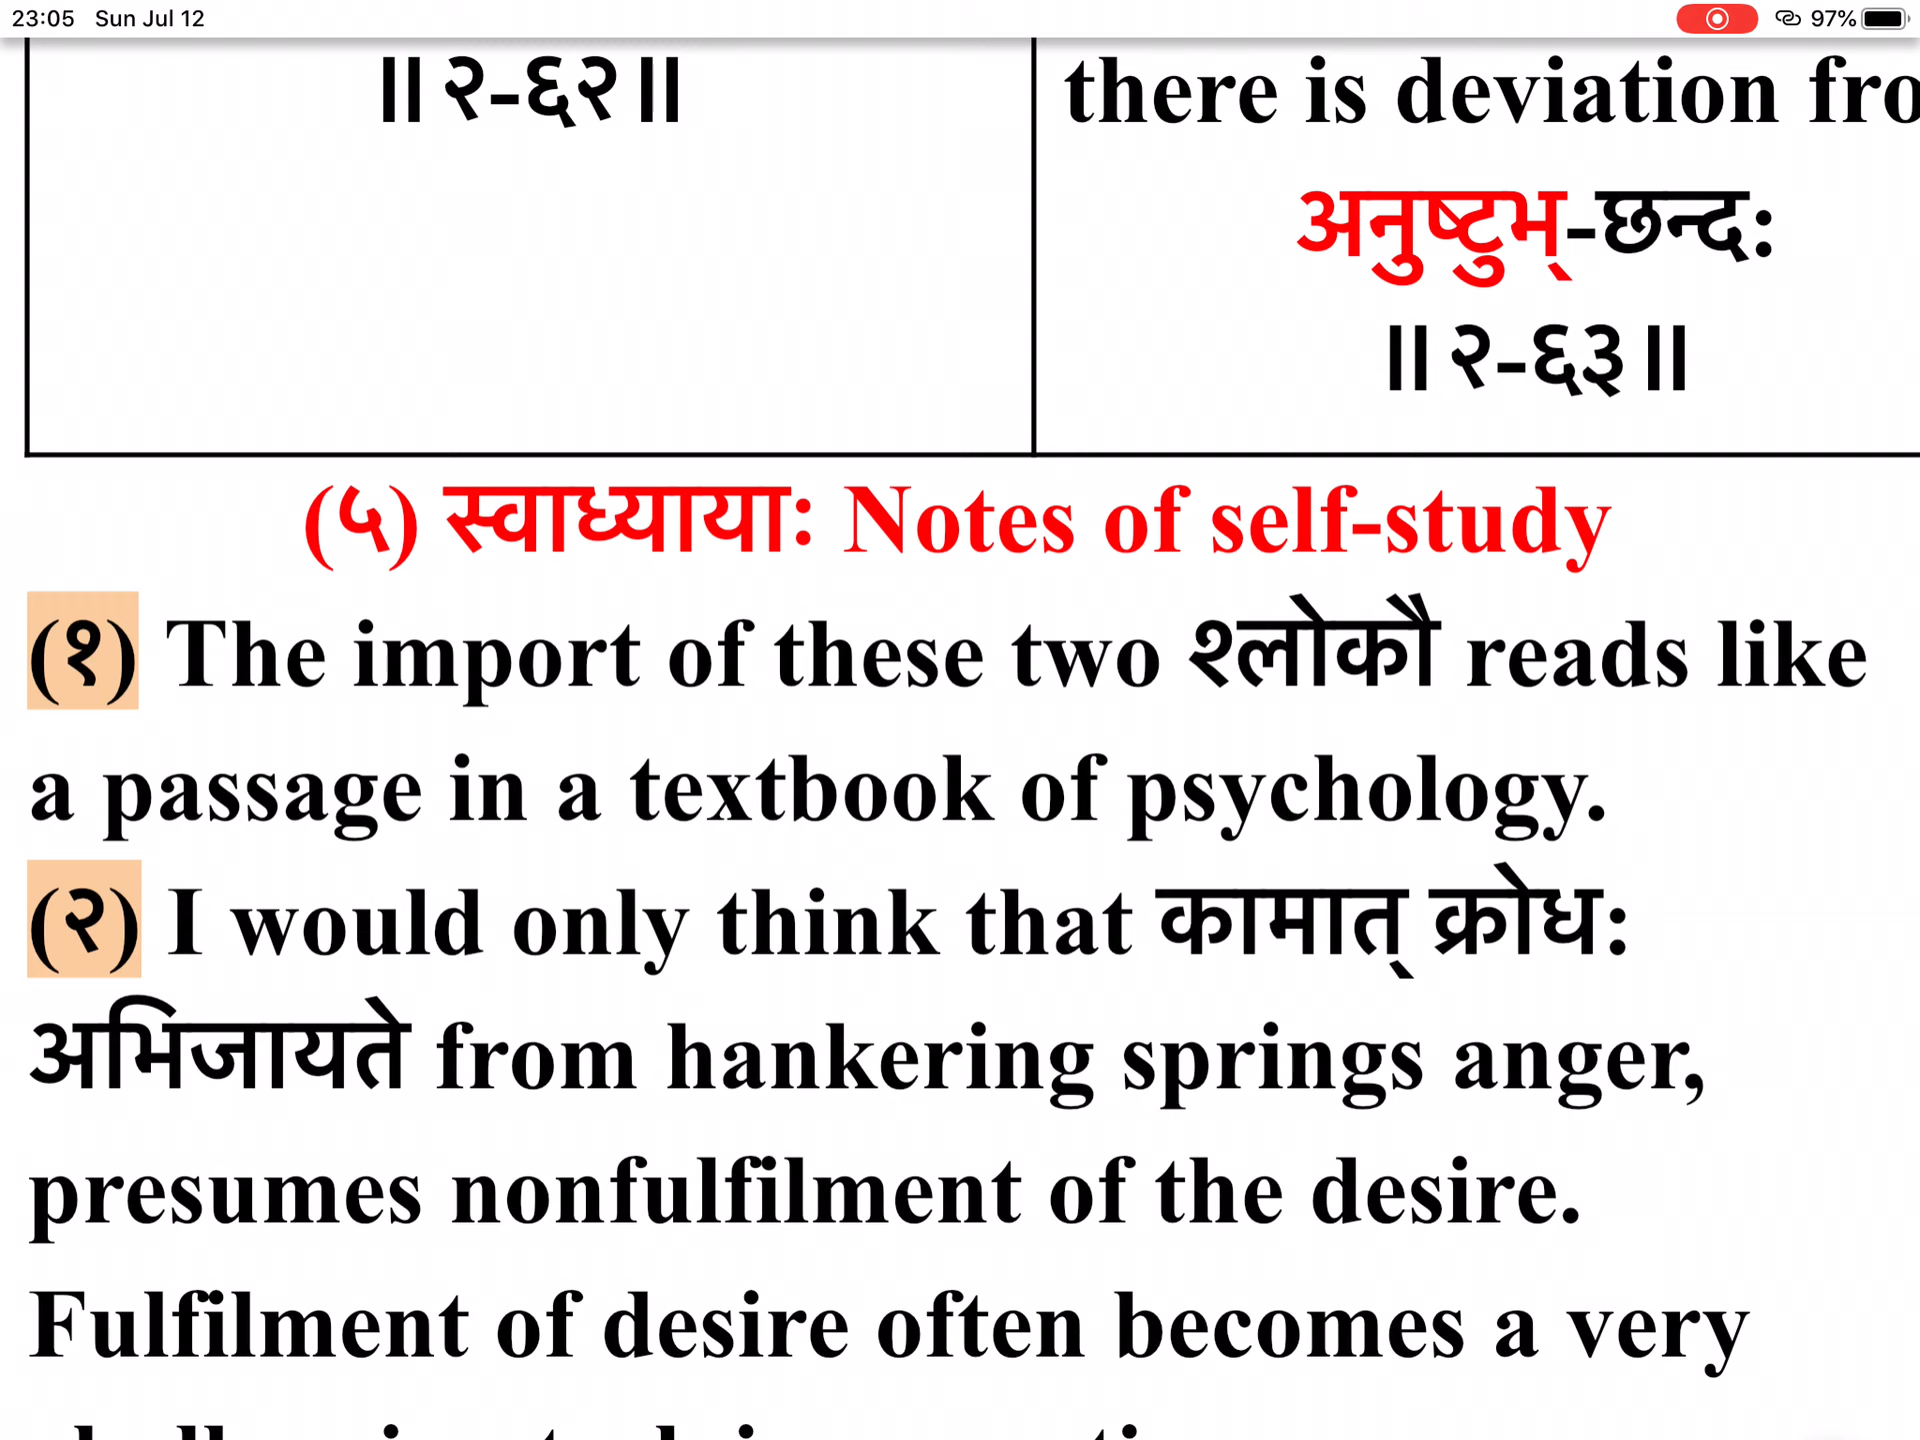 23:05 Sun Jul 12 97%
॥२-६२॥
there is deviation fro
अनुष्टुभ्-छन्दः
॥२-६३॥
(५) स्वाध्यायाः Notes of self-study
(१) The import of these two श्लोकौ reads like
a passage in a textbook of psychology.
(२) I would only think that कामात् क्रोधः
अभिजायते from hankering springs anger,
presumes nonfulfilment of the desire.
Fulfilment of desire often becomes a very